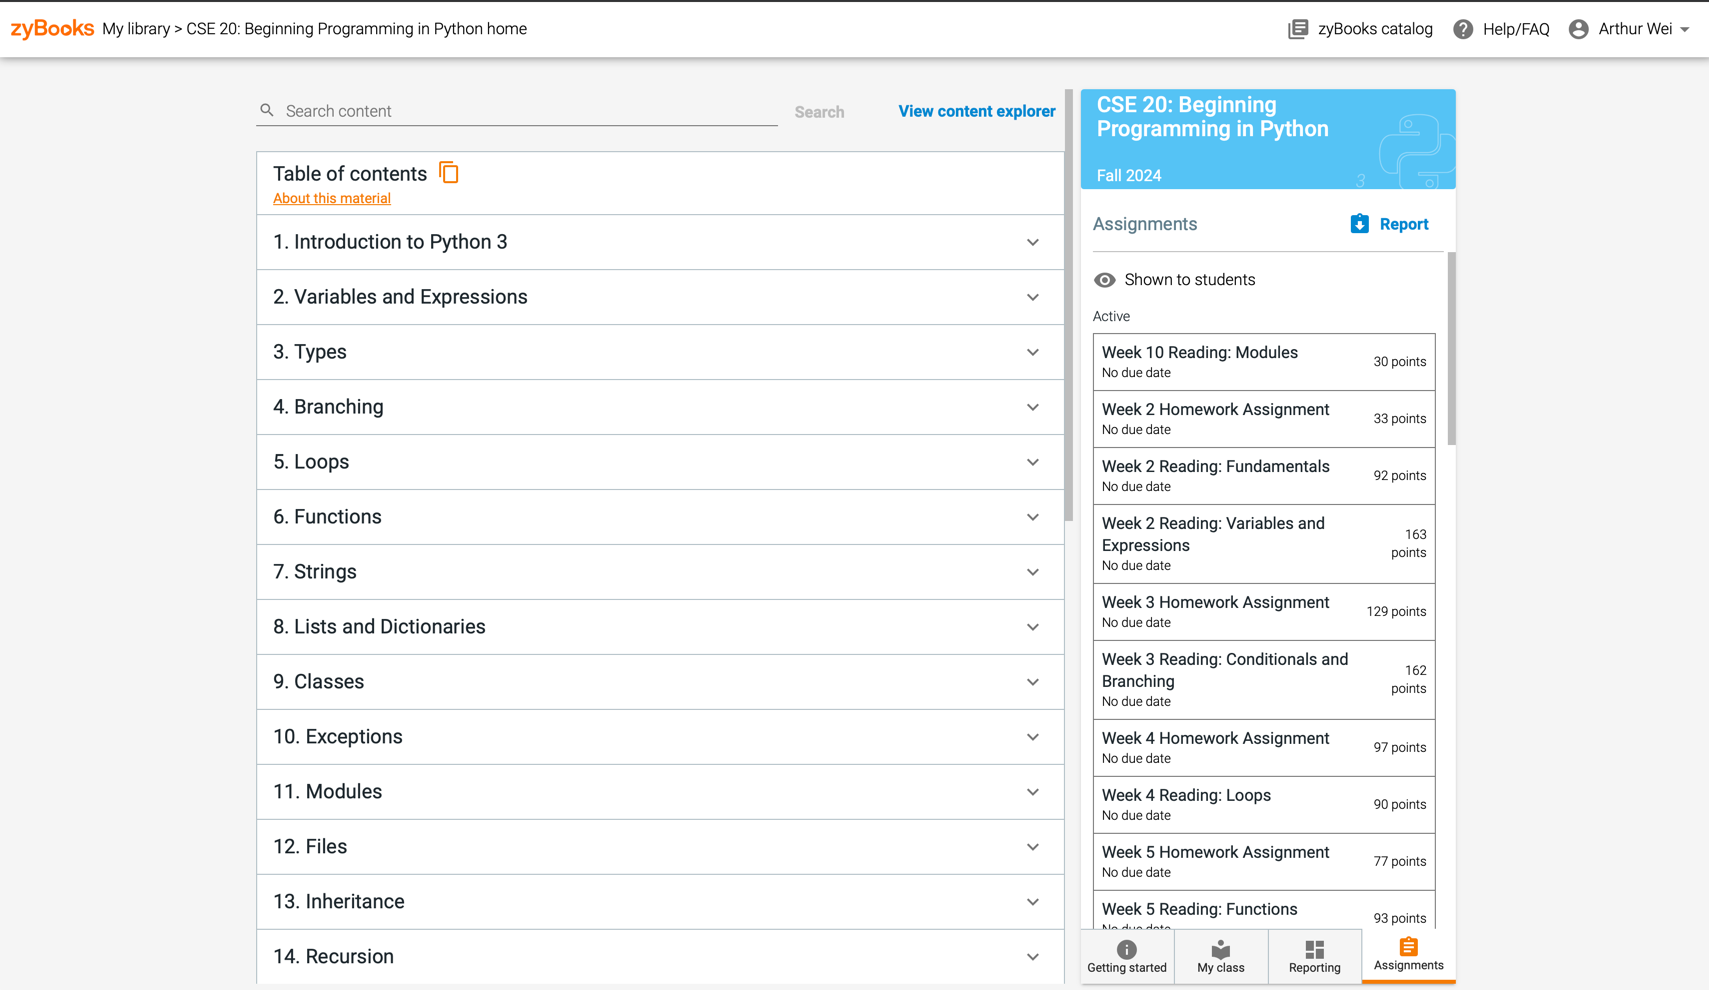 zyBooks My library > CSE 20: Beginning Programming in Python home
zyBooks catalog
Help/FAQ
Arthur Wei
Search content
Search
View content explorer
Table of contents
About this material
1. Introduction to Python 3
2. Variables and Expressions
3. Types
4. Branching
5. Loops
6. Functions
7. Strings
8. Lists and Dictionaries
9. Classes
10. Exceptions
11. Modules
12. Files
13. Inheritance
14. Recursion
CSE 20: Beginning
Programming in Python
Fall 2024
3
Assignments
Report
Shown to students
Active
Week 10 Reading: Modules
No due date
30 points
Week 2 Homework Assignment
No due date
33 points
Week 2 Reading: Fundamentals
No due date
92 points
Week 2 Reading: Variables and
Expressions
No due date
163
points
Week 3 Homework Assignment
No due date
129 points
Week 3 Reading: Conditionals and
Branching
No due date
162
points
Week 4 Homework Assignment
No due date
97 points
Week 4 Reading: Loops
No due date
90 points
Week 5 Homework Assignment
No due date
77 points
Week 5 Reading: Functions
No due date
93 points
Getting started
My class
Reporting
Assignments